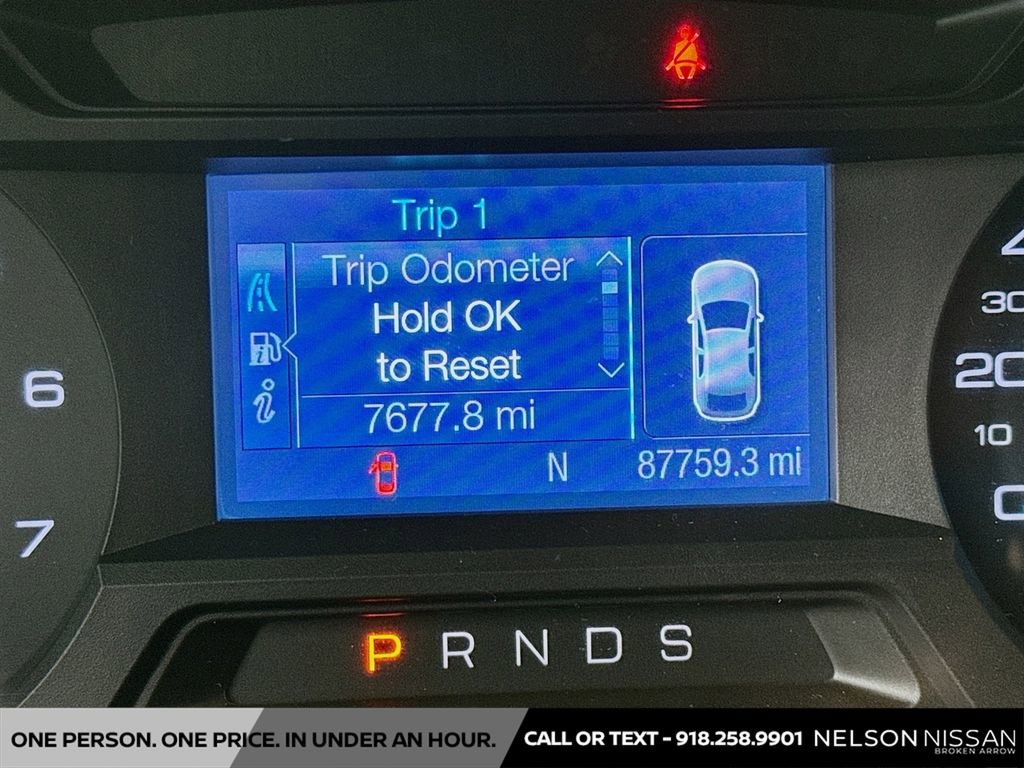 Trip 1
Trip Odometer
Hold OK
to Reset
7677.8 mi
N
87759.3 mi
6
7
30
20
10
0
P R N D S
ONE PERSON. ONE PRICE. IN UNDER AN HOUR.
CALL OR TEXT - 918.258.9901
NELSON NISSAN
BROKEN ARROW